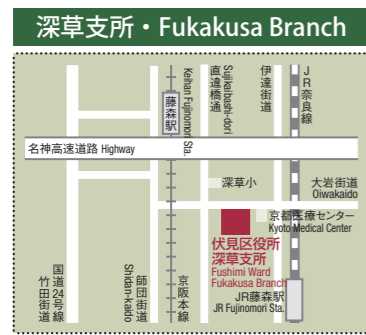 深草支所・Fukakusa Branch
藤森駅
Keihan Fujinomori Sta.
直違橋通
Sujikaibashi-dori
伊達街道
JR奈良線
名神高速道路 Highway
深草小
大岩街道
Oiwakaido
京都医療センター
Kyoto Medical Center
伏見区役所
深草支所
Fushimi Ward
Fukakusa Branch
国道24号線
竹田街道
師団街道
Shidan-kaido
京阪本線
JR藤森駅
JR Fujinomori Sta.